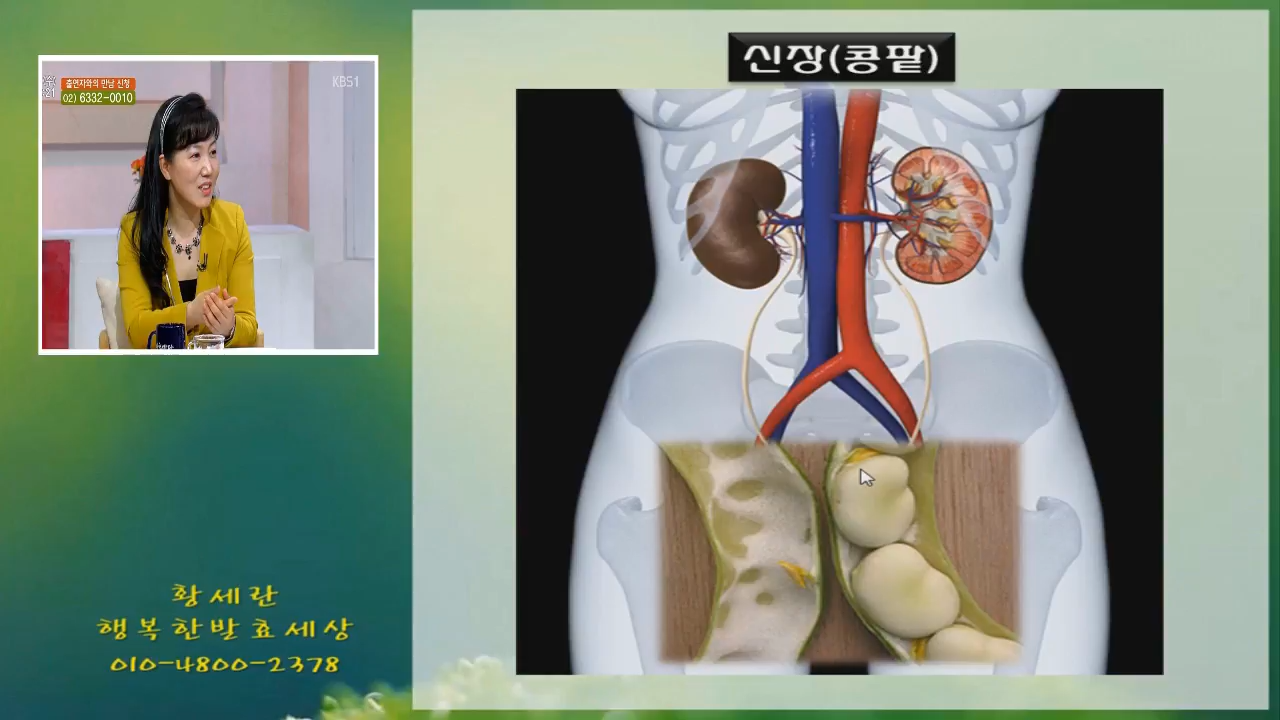 신장(콩팥)
출연자와의 만남 신청
02) 6332-0010
KBS1
황세란
행복한발효세상
010-4800-2378